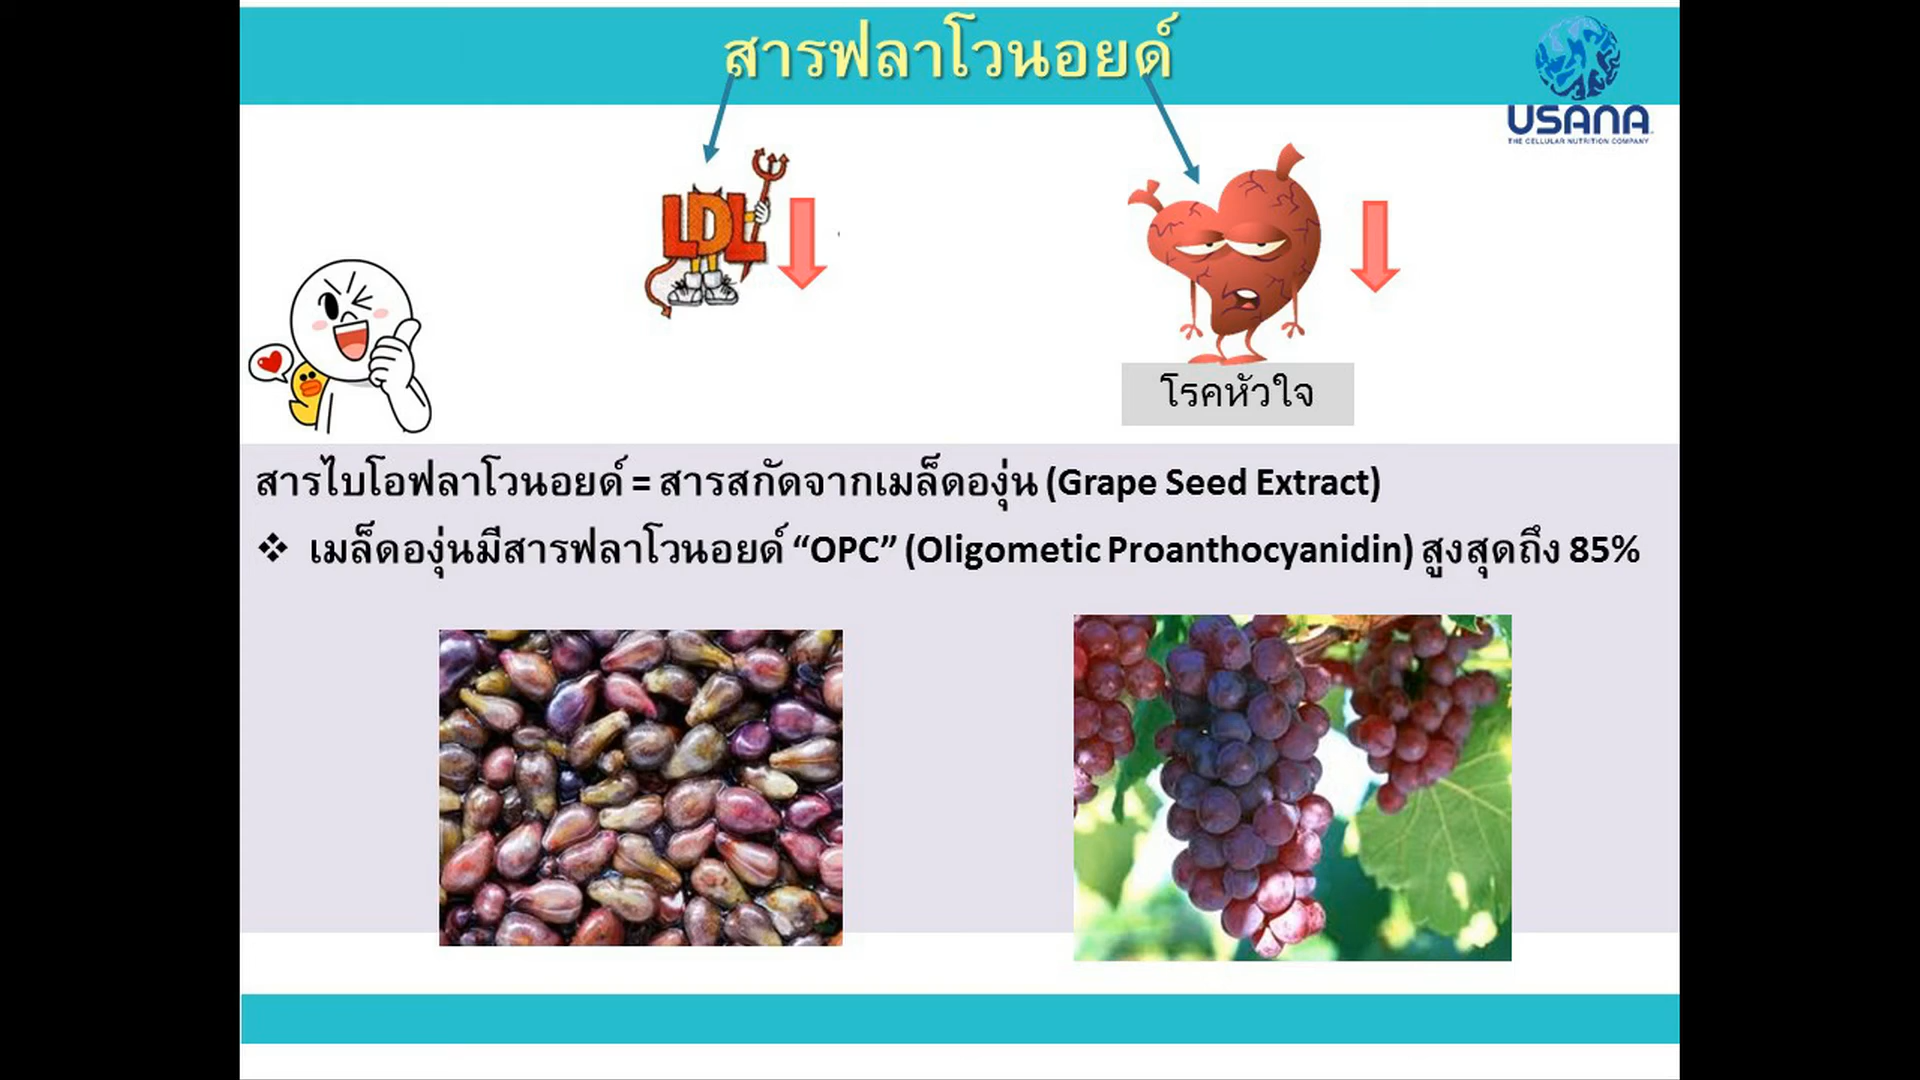 สารฟลาโวนอยด์
USANA
THE CELLULAR NUTRITION COMPANY
LDL
โรคหัวใจ
สารไบโอฟลาโวนอยด์ = สารสกัดจากเมล็ดองุ่น (Grape Seed Extract)
❖ เมล็ดองุ่นมีสารฟลาโวนอยด์ “OPC” (Oligometic Proanthocyanidin) สูงสุดถึง 85%